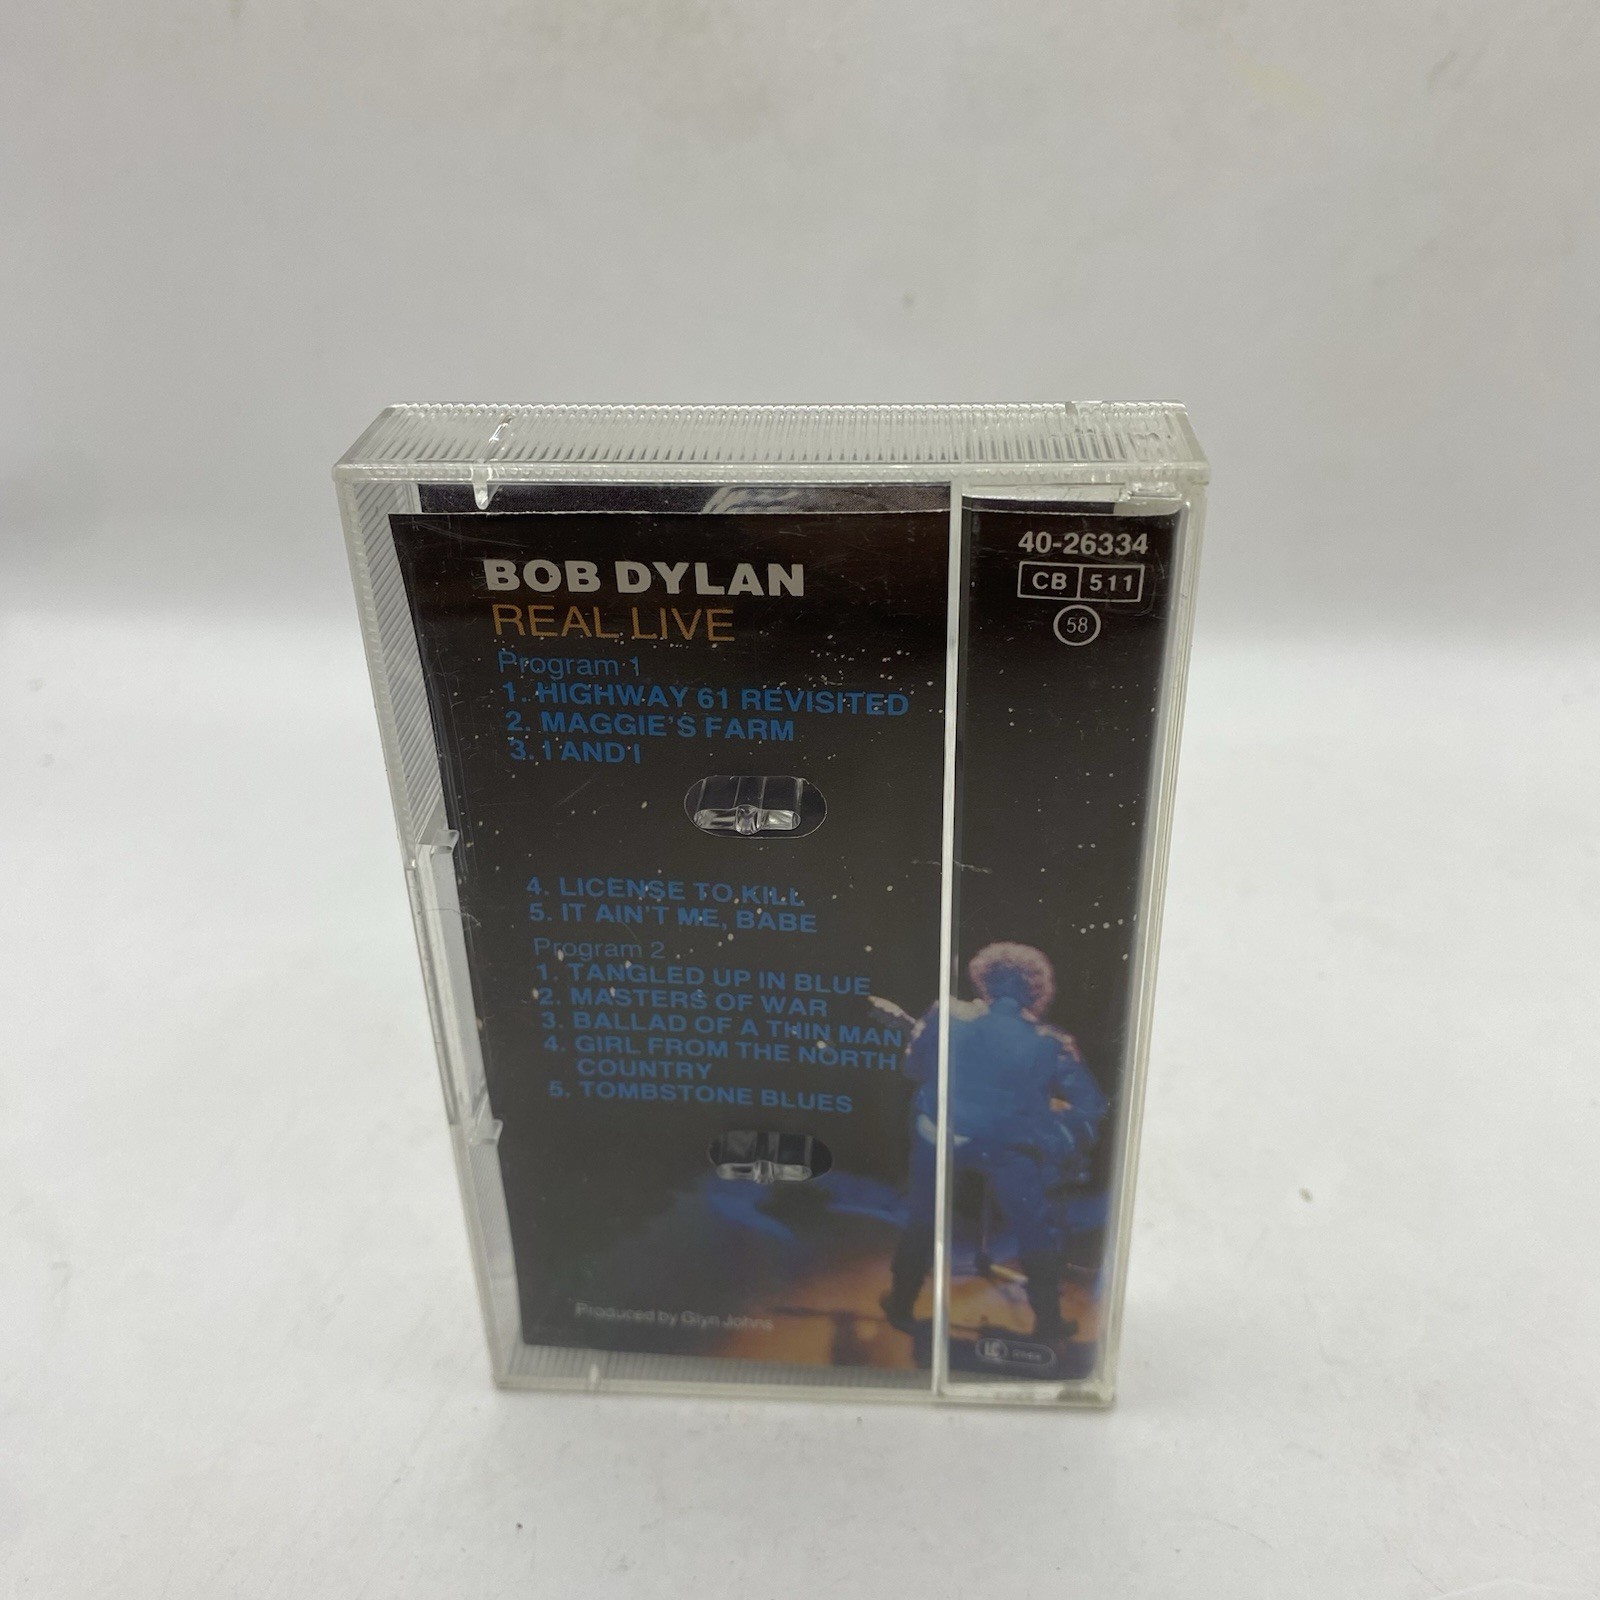 BOB DYLAN
REAL LIVE
Program 1
1. HIGHWAY 61 REVISITED
2. MAGGIE'S FARM
3. I AND I
4. LICENSE TO KILL
5. IT AIN'T ME, BABE
Program 2
1. TANGLED UP IN BLUE
2. MASTERS OF WAR
3. BALLAD OF A THIN MAN
4. GIRL FROM THE NORTH
COUNTRY
5. TOMBSTONE BLUES
Produced by Glyn Johns
40-26334
CB 511
58